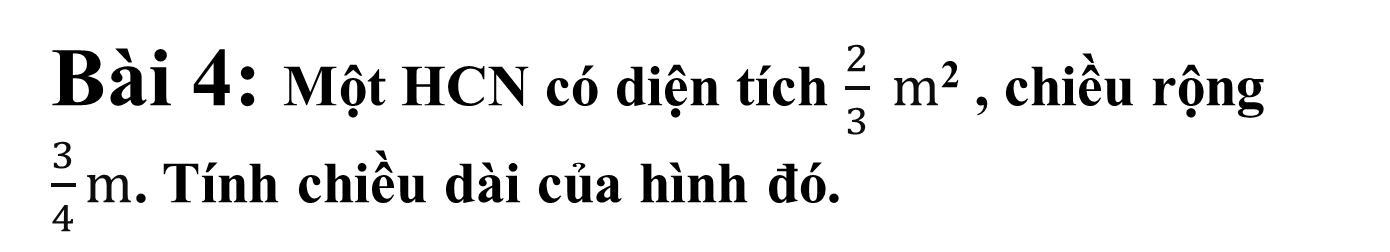 Bài 4: Một HCN có diện tích 2/3 m² , chiều rộng
3/4 m. Tính chiều dài của hình đó.